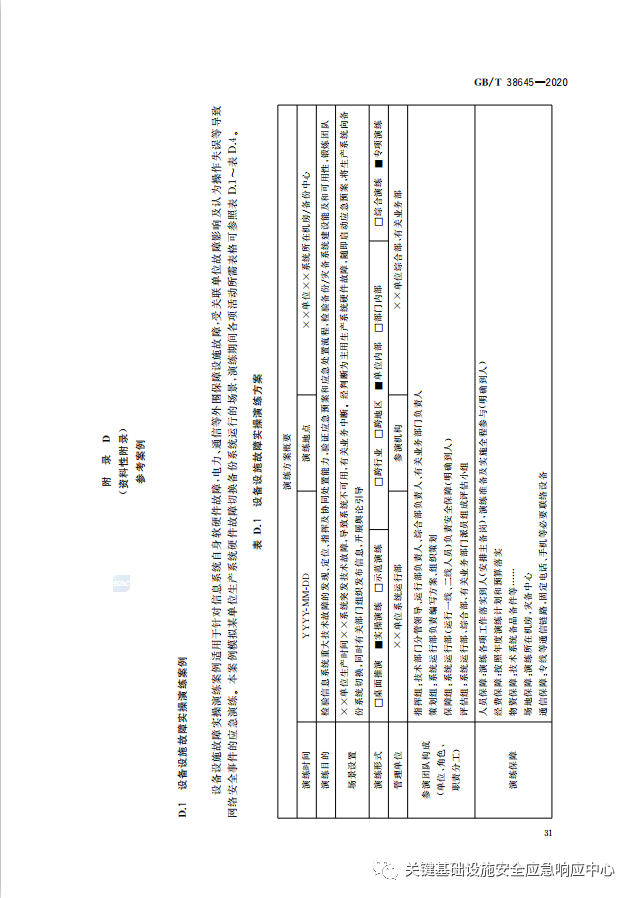 GB/T 38645—2020
附 录 D
(资料性附录)
参考案例
D.1 设备设施故障实操演练案例
设备设施故障实操演练案例适用于针对信息系统自身软硬件故障,电力、通信等外围保障设施故障,受关联单位故障影响及认为操作失误等导致
网络安全事件的应急演练。本案例模拟某单位生产系统硬件故障切换备份系统运行的场景,演练期间各项活动所需表格可参照表 D.1~表 D.4。
表 D.1 设备设施故障实操演练方案
演练方案概要
演练时间 YYYY-MM-DD 演练地点 ××单位××系统所在机房/备份中心
演练目的 检验信息系统重大技术故障的发现、定位、指挥及协同处置能力,验证应急预案和应急处置流程,检验备份/灾备系统建设能及和可用性,锻炼团队
场景设置 ××单位生产时间××系统突发技术故障,导致系统不可用,有关业务中断。经判断为主用生产系统硬件故障,随即启动应急预案,将生产系统向备
份系统切换,同时有关部门组织发布信息,开展舆论引导
演练形式 □桌面推演 ■实操演练 □示范演练 □跨行业 □跨地区 ■单位内部 □部门内部 □综合演练 ■专项演练
管理单位 ××单位系统运行部 参演机构 ××单位综合部、有关业务部
参演团队构成
(单位、角色、
职责分工)
指挥组:技术部门分管领导、运行部负责人、综合部负责人、有关业务部门负责人
策划组:系统运行部负责编写方案、组织策划
保障组:系统运行部(运行一线、二线人员)负责安全保障(明确到人)
评估组:系统运行部、综合部、有关业务部门派员组成评估小组
演练保障
人员保障:演练各项工作落实到人(安排主备岗),演练准备及实施全程参与(明确到人)
经费保障:按照年度演练计划和预算落实
物资保障:技术系统备品备件等……
场地保障:演练所在机房、灾备中心
通信保障:专线等通信链路,固定电话、手机等必要联络设备
31
关键基础设施安全应急响应中心